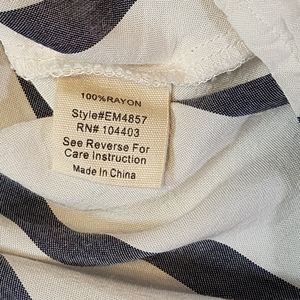 100%RAYON
Style#EM4857
RN# 104403
See Reverse For
Care Instruction
Made In China